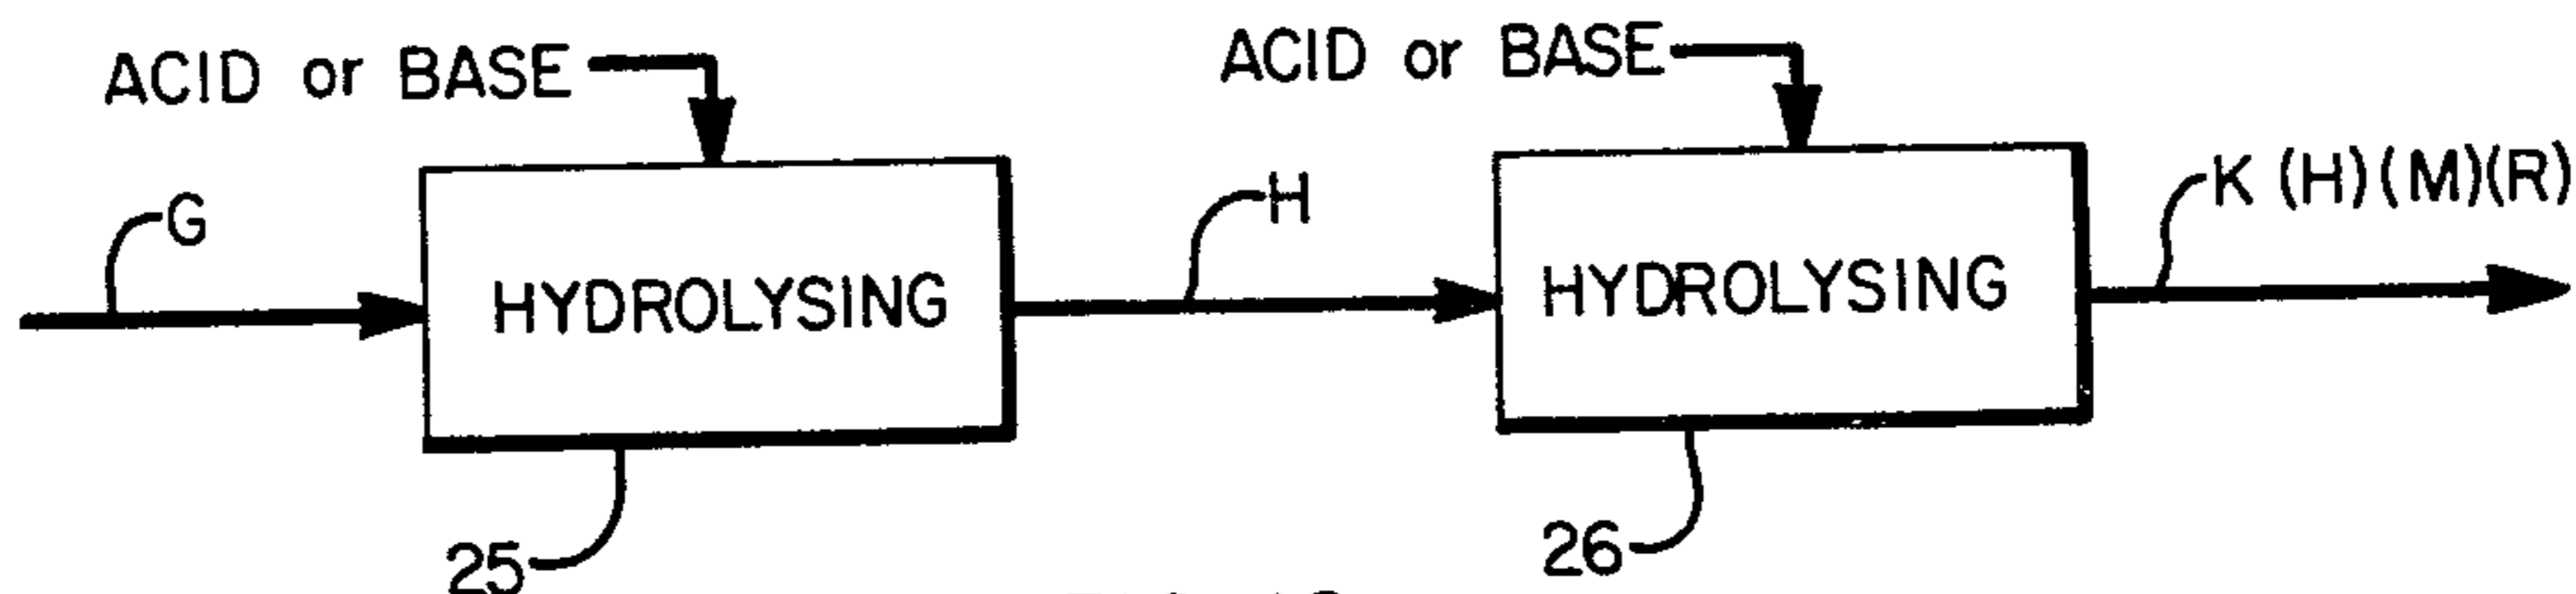 ACID or BASE
ACID or BASE
G
HYDROLYSING
H
HYDROLYSING
K (H)(M)(R)
25
26